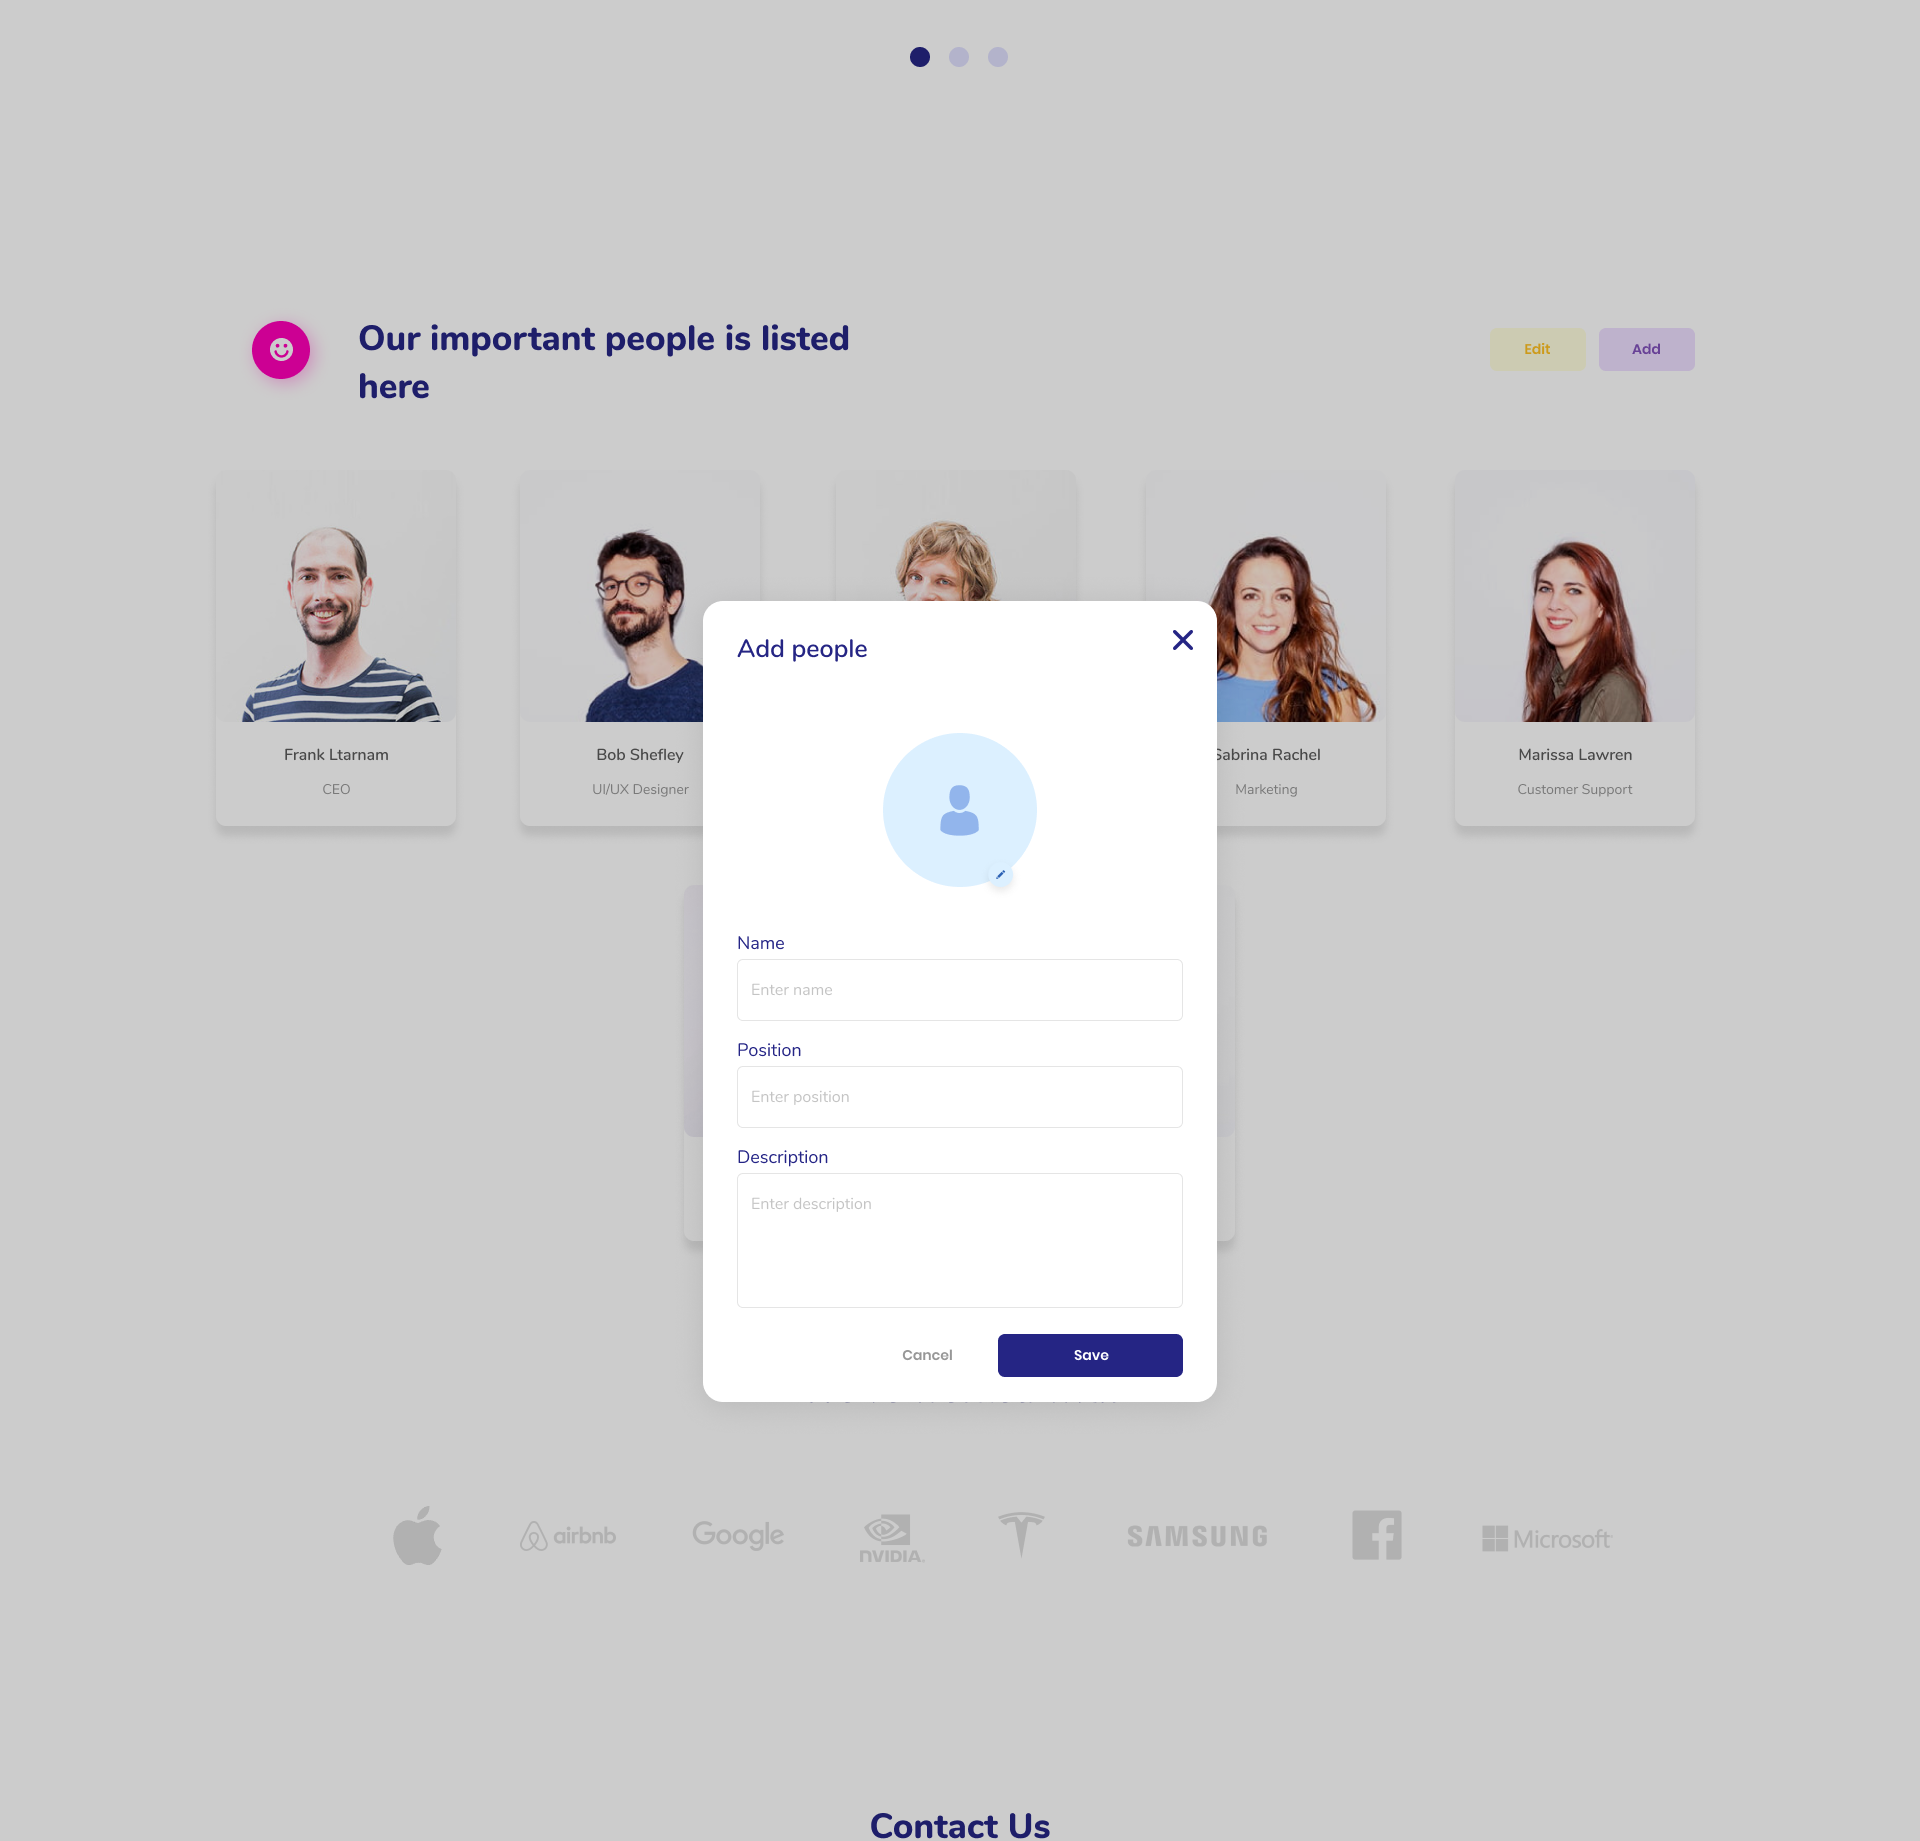 Our important people is listed
here
Edit
Add
Frank Ltarnam
CEO
Bob Shefley
UI/UX Designer
Sabrina Rachel
Marketing
Marissa Lawren
Customer Support
Add people
Name
Enter name
Position
Enter position
Description
Enter description
Cancel
Save
airbnb
Google
NVIDIA
SAMSUNG
Microsoft
Contact Us